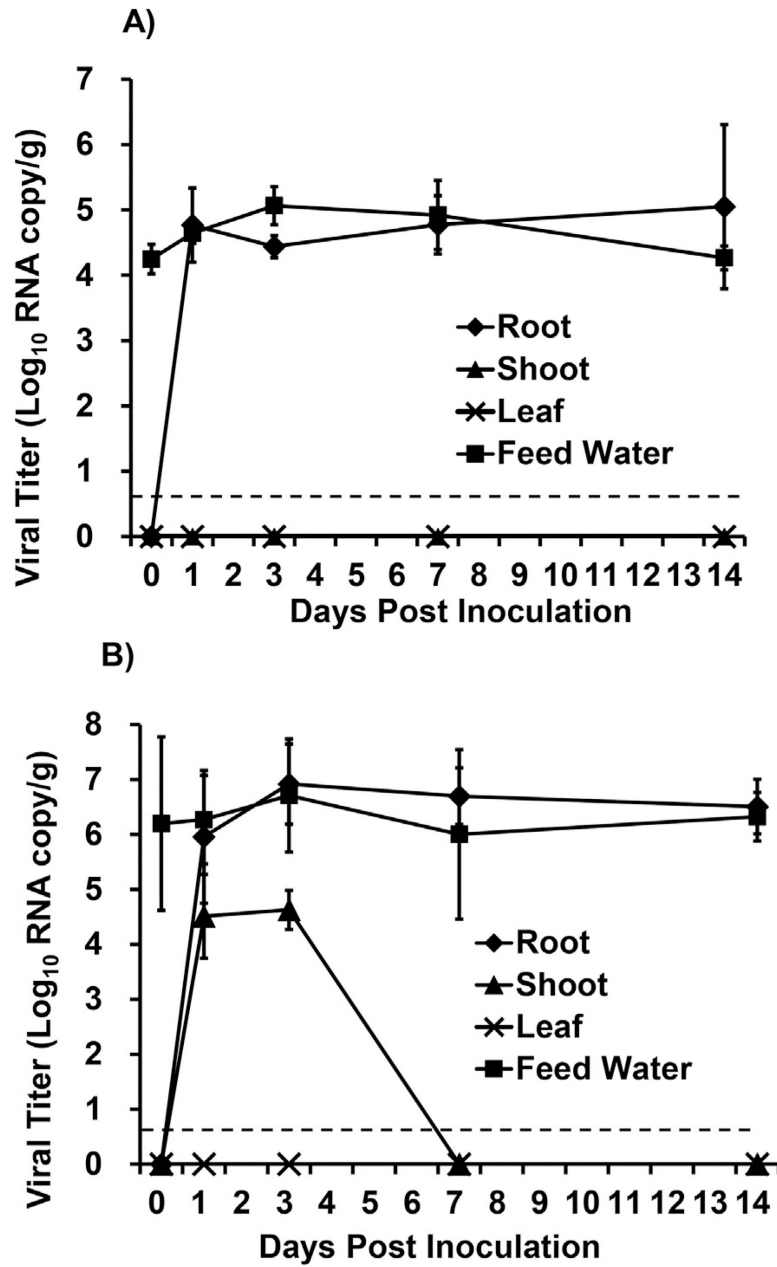 A)
Viral Titer (Log10 RNA copy/g)
7
6
5
4
3
2
1
0
Root
Shoot
Leaf
Feed Water
0 1 2 3 4 5 6 7 8 9 10 11 12 13 14
Days Post Inoculation
B)
Viral Titer (Log10 RNA copy/g)
8
7
6
5
4
3
2
1
0
Root
Shoot
Leaf
Feed Water
0 1 2 3 4 5 6 7 8 9 10 11 12 13 14
Days Post Inoculation